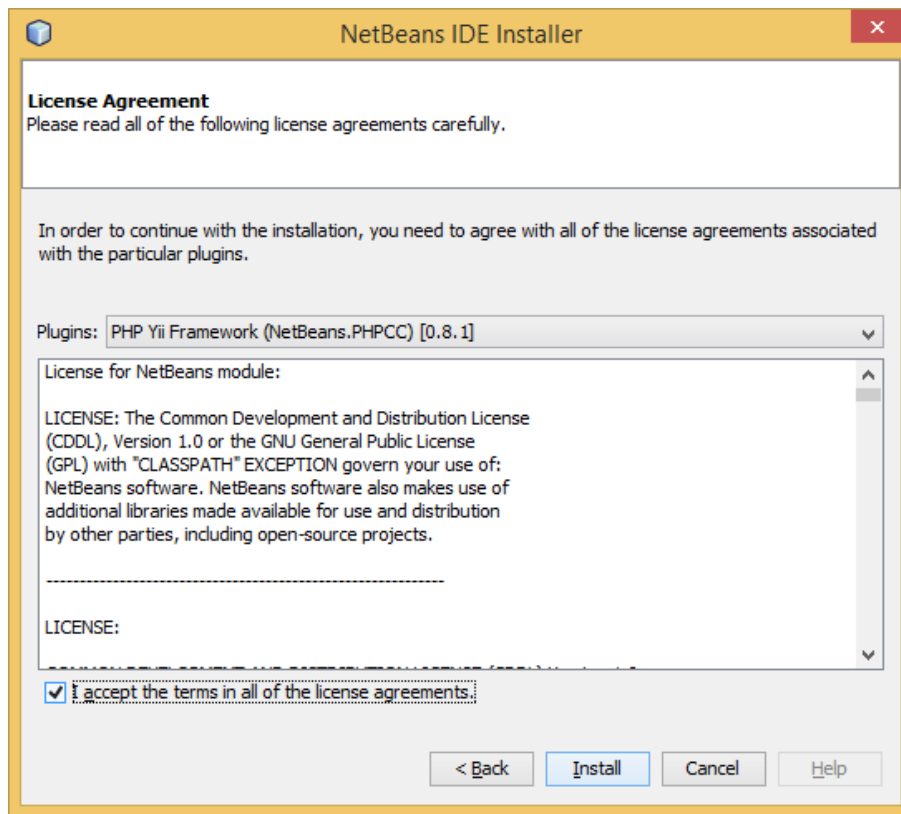 NetBeans IDE Installer
License Agreement
Please read all of the following license agreements carefully.
In order to continue with the installation, you need to agree with all of the license agreements associated
with the particular plugins.
Plugins: PHP Yii Framework (NetBeans.PHPCC) [0.8.1]
License for NetBeans module:
LICENSE: The Common Development and Distribution License
(CDDL), Version 1.0 or the GNU General Public License
(GPL) with "CLASSPATH" EXCEPTION govern your use of:
NetBeans software. NetBeans software also makes use of
additional libraries made available for use and distribution
by other parties, including open-source projects.
------------------------------------------------------------
LICENSE:
I accept the terms in all of the license agreements.
< Back Install Cancel Help